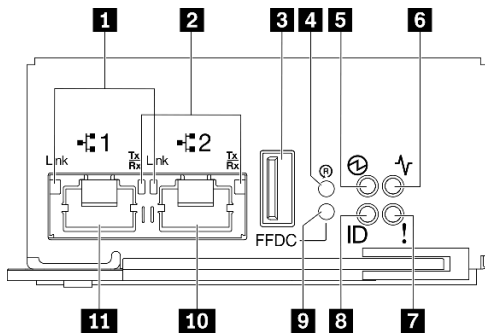 1 2 3 4 5 6
1 2
Link Tx Rx Link Tx Rx
R
FFDC
ID !
11 10 9 8 7